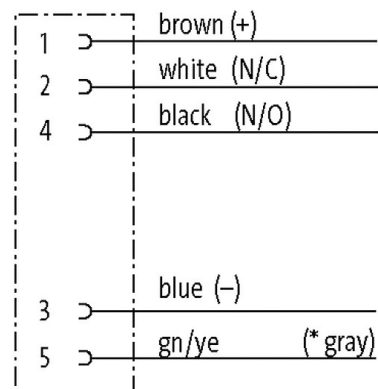 1 brown (+)
2 white (N/C)
4 black (N/O)
3 blue (–)
5 gn/ye (* gray)